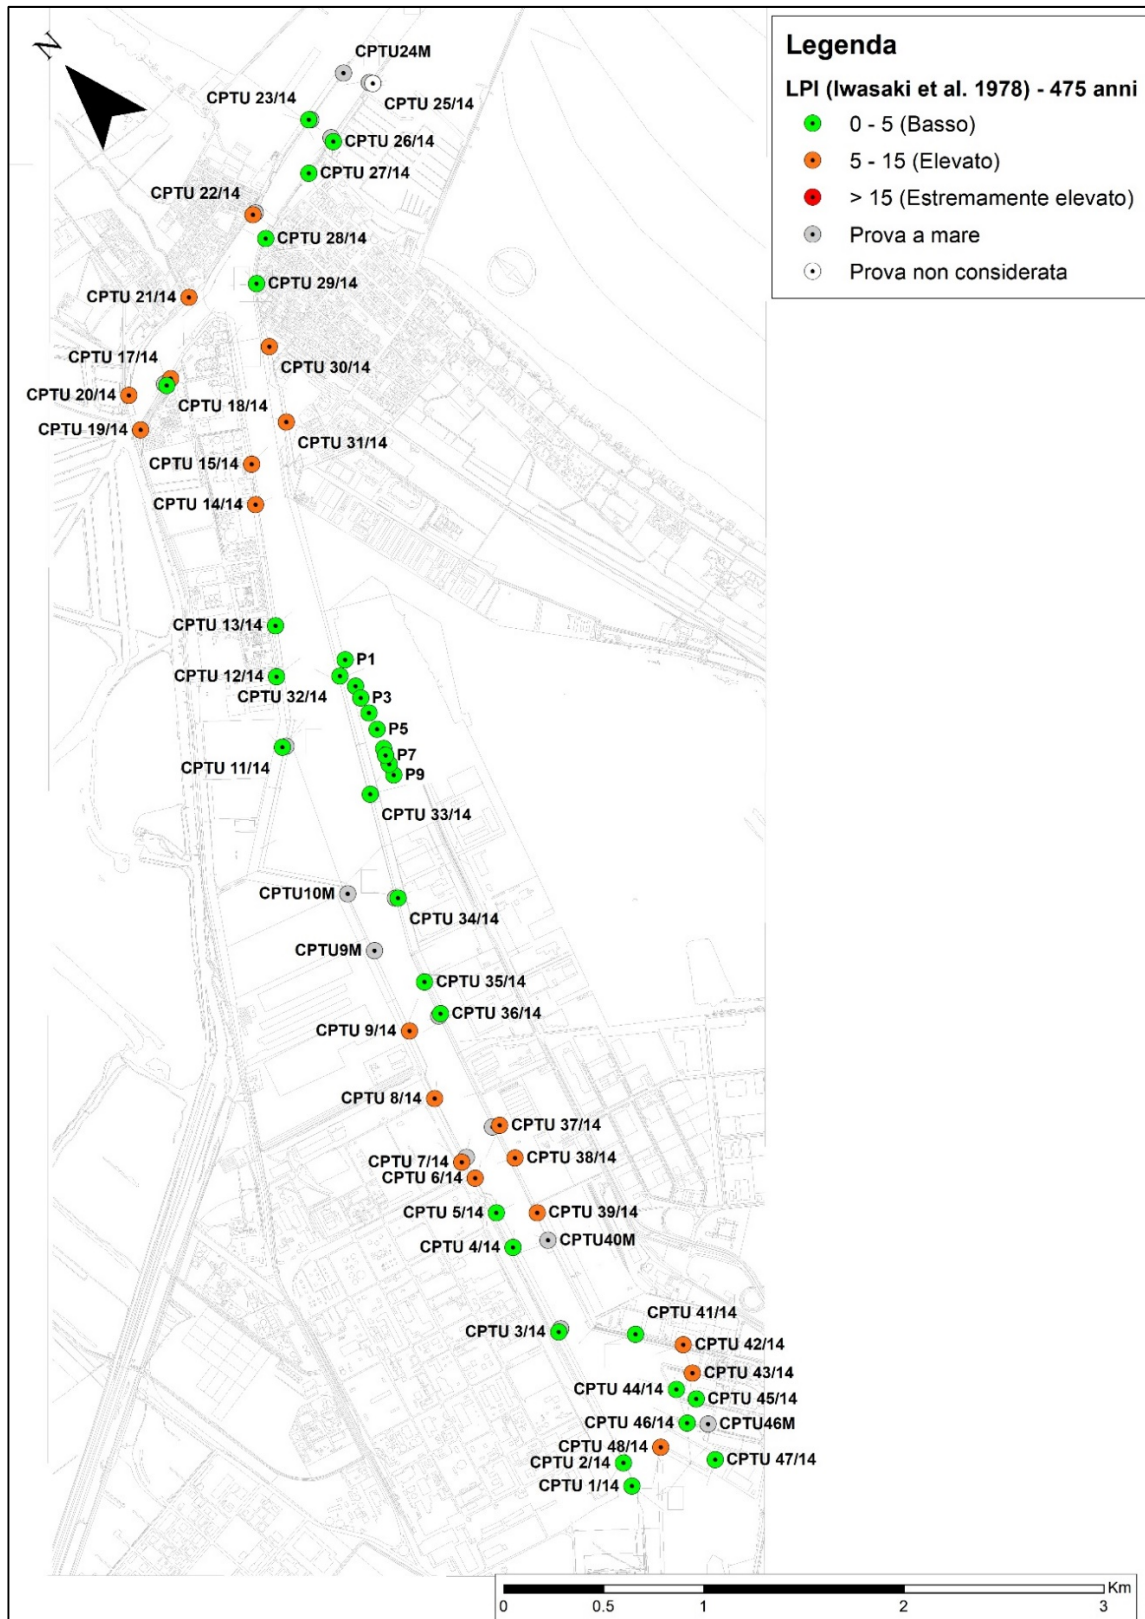 N
Legenda
LPI (Iwasaki et al. 1978) - 475 anni
0 - 5 (Basso)
5 - 15 (Elevato)
> 15 (Estremamente elevato)
Prova a mare
Prova non considerata
CPTU24M
CPTU 25/14
CPTU 23/14
CPTU 26/14
CPTU 27/14
CPTU 22/14
CPTU 28/14
CPTU 29/14
CPTU 21/14
CPTU 30/14
CPTU 17/14
CPTU 20/14
CPTU 18/14
CPTU 19/14
CPTU 31/14
CPTU 15/14
CPTU 14/14
CPTU 13/14
P1
CPTU 12/14
CPTU 32/14
P3
P5
P7
CPTU 11/14
P9
CPTU 33/14
CPTU10M
CPTU 34/14
CPTU9M
CPTU 35/14
CPTU 36/14
CPTU 9/14
CPTU 8/14
CPTU 37/14
CPTU 38/14
CPTU 7/14
CPTU 6/14
CPTU 5/14
CPTU 39/14
CPTU40M
CPTU 4/14
CPTU 41/14
CPTU 3/14
CPTU 42/14
CPTU 43/14
CPTU 44/14
CPTU 45/14
CPTU 46/14
CPTU46M
CPTU 48/14
CPTU 47/14
CPTU 2/14
CPTU 1/14
Km
0 0.5 1 2 3